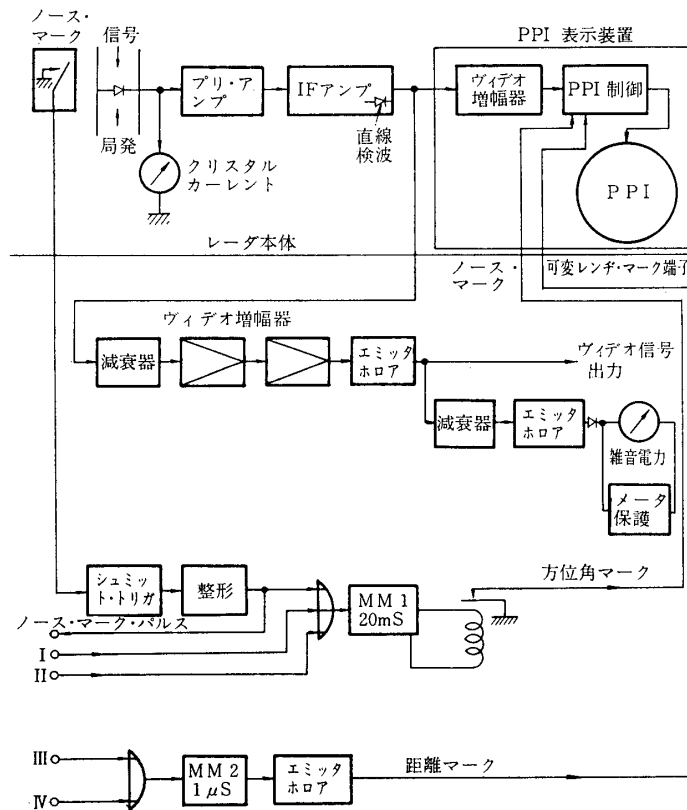 ノース・
マーク
信号
局発
プリ・ア
ンプ
IFアンプ
直線
検波
クリスタル
カーレント
PPI 表示装置
ヴィデオ
増幅器
PPI 制御
PPI
レーダ本体
ノース・
マーク
可変レンヂ・マーク端子
ヴィデオ増幅器
減衰器
エミッタ
ホロア
ヴィデオ信号
出力
減衰器
エミッタ
ホロア
雑音電力
メータ
保護
シュミッ
ト・トリガ
整形
MM1
20mS
方位角マーク
ノース・マーク・パルス
I
II
III
IV
MM2
1μS
エミッタ
ホロア
距離マーク